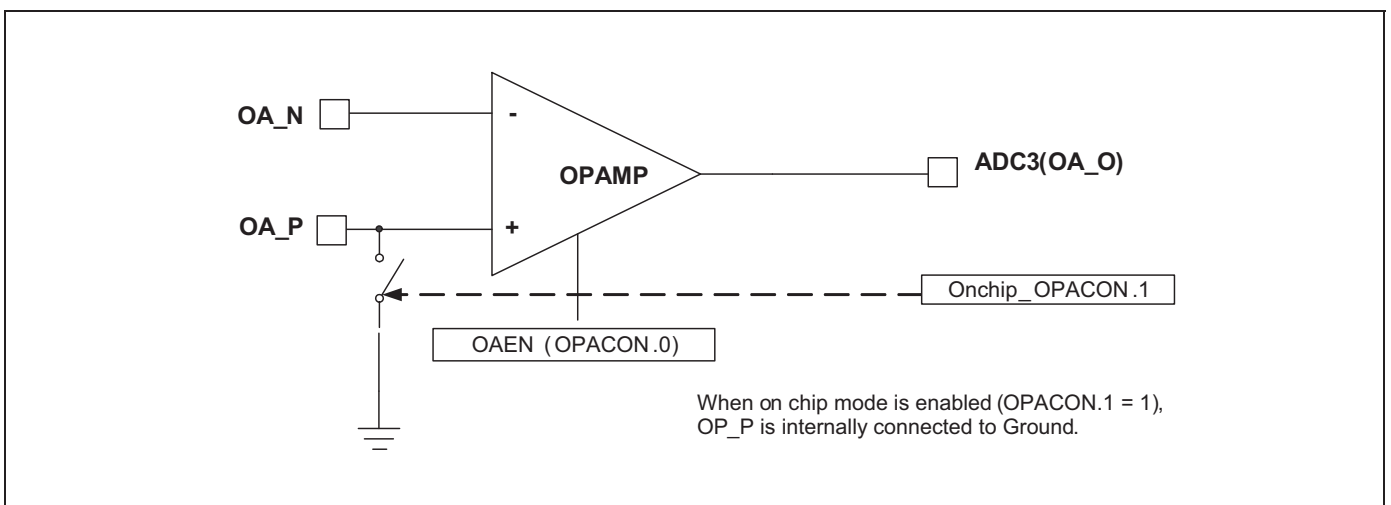 OA_N
-
OPAMP
ADC3(OA_O)
OA_P
+
Onchip_OPACON.1
OAEN (OPACON.0)
When on chip mode is enabled (OPACON.1 = 1),
OP_P is internally connected to Ground.